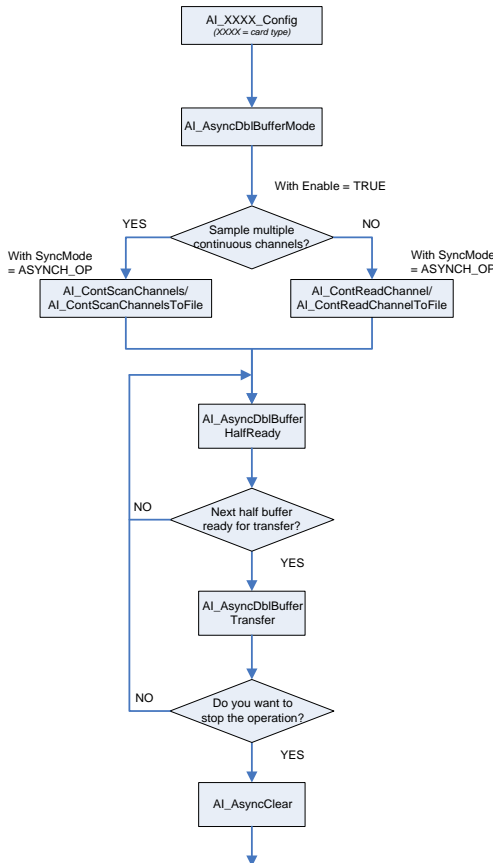 AI_XXXX_Config
(XXXX = card type)
AI_AsyncDblBufferMode
With Enable = TRUE
YES
Sample multiple
continuous channels?
NO
With SyncMode
= ASYNCH_OP
With SyncMode
= ASYNCH_OP
AI_ContScanChannels/
AI_ContScanChannelsToFile
AI_ContReadChannel/
AI_ContReadChannelToFile
AI_AsyncDblBuffer
HalfReady
NO
Next half buffer
ready for transfer?
YES
AI_AsyncDblBuffer
Transfer
NO
Do you want to
stop the operation?
YES
AI_AsyncClear